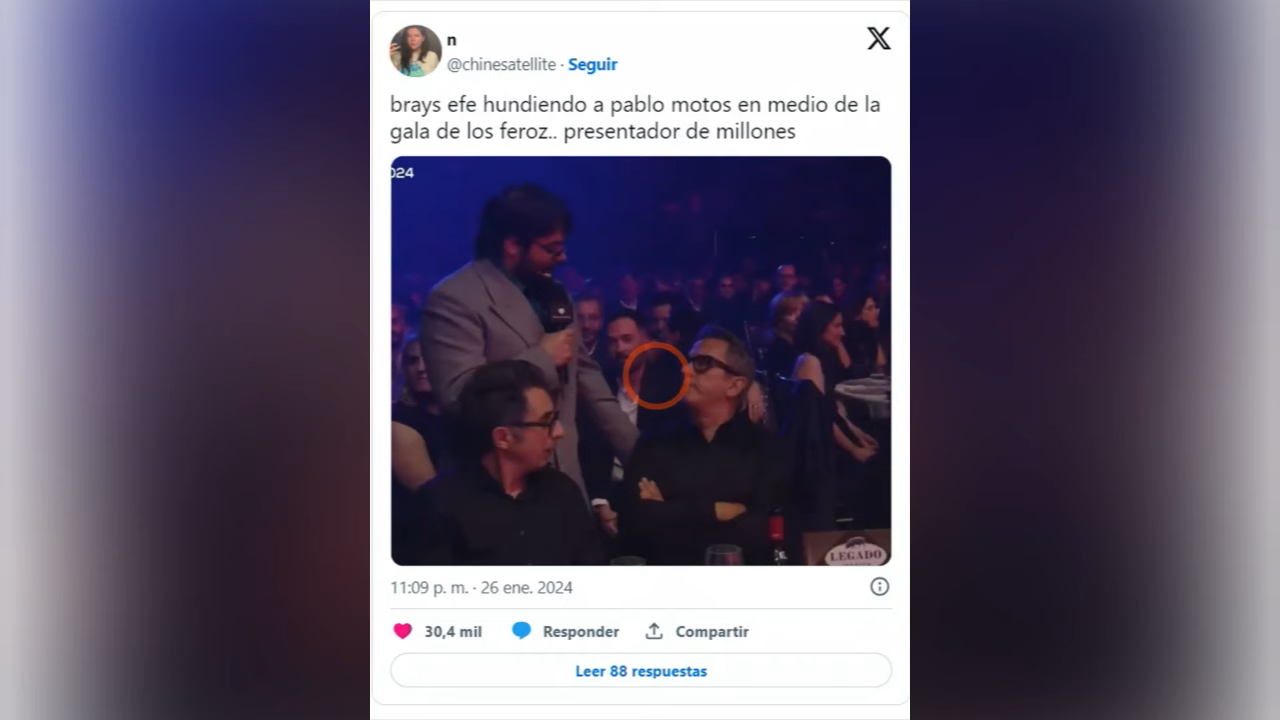 n
@chinesatellite · Seguir
brays efe hundiendo a pablo motos en medio de la
gala de los feroz.. presentador de millones
024
LEGADO
11:09 p. m. · 26 ene. 2024
30,4 mil Responder Compartir
Leer 88 respuestas